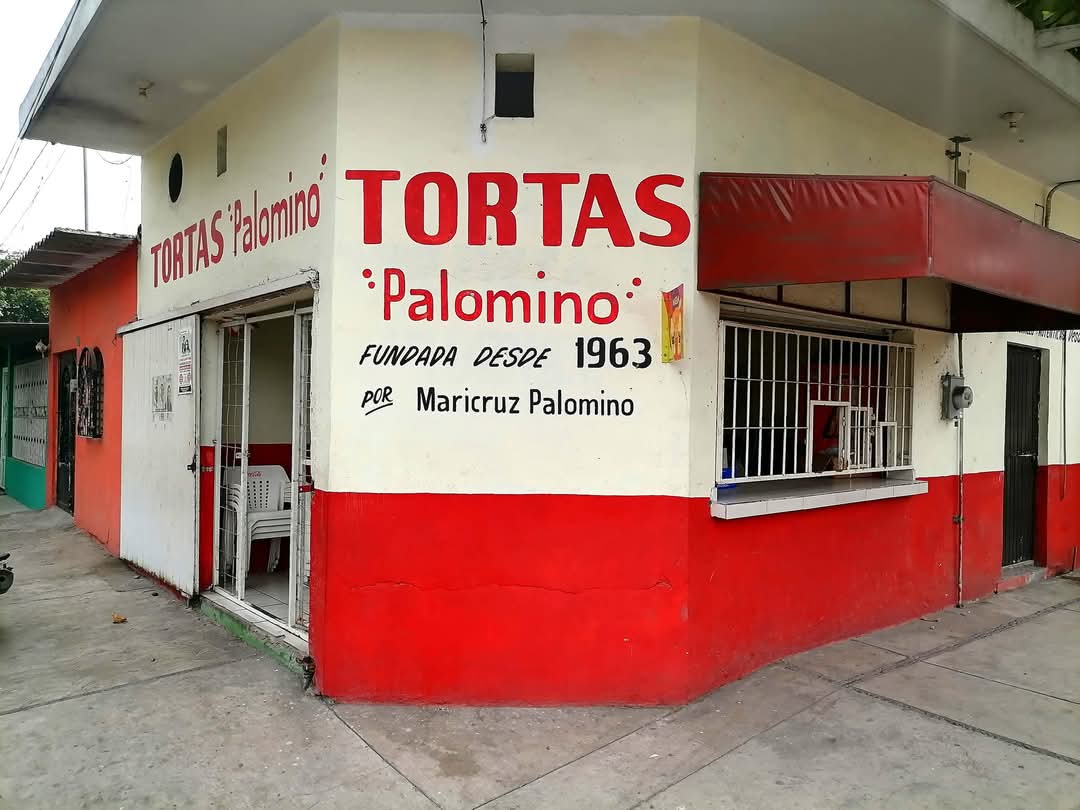 TORTAS
"Palomino"
TORTAS
"Palomino"
FUNDADA DESDE 1963
POR Maricruz Palomino